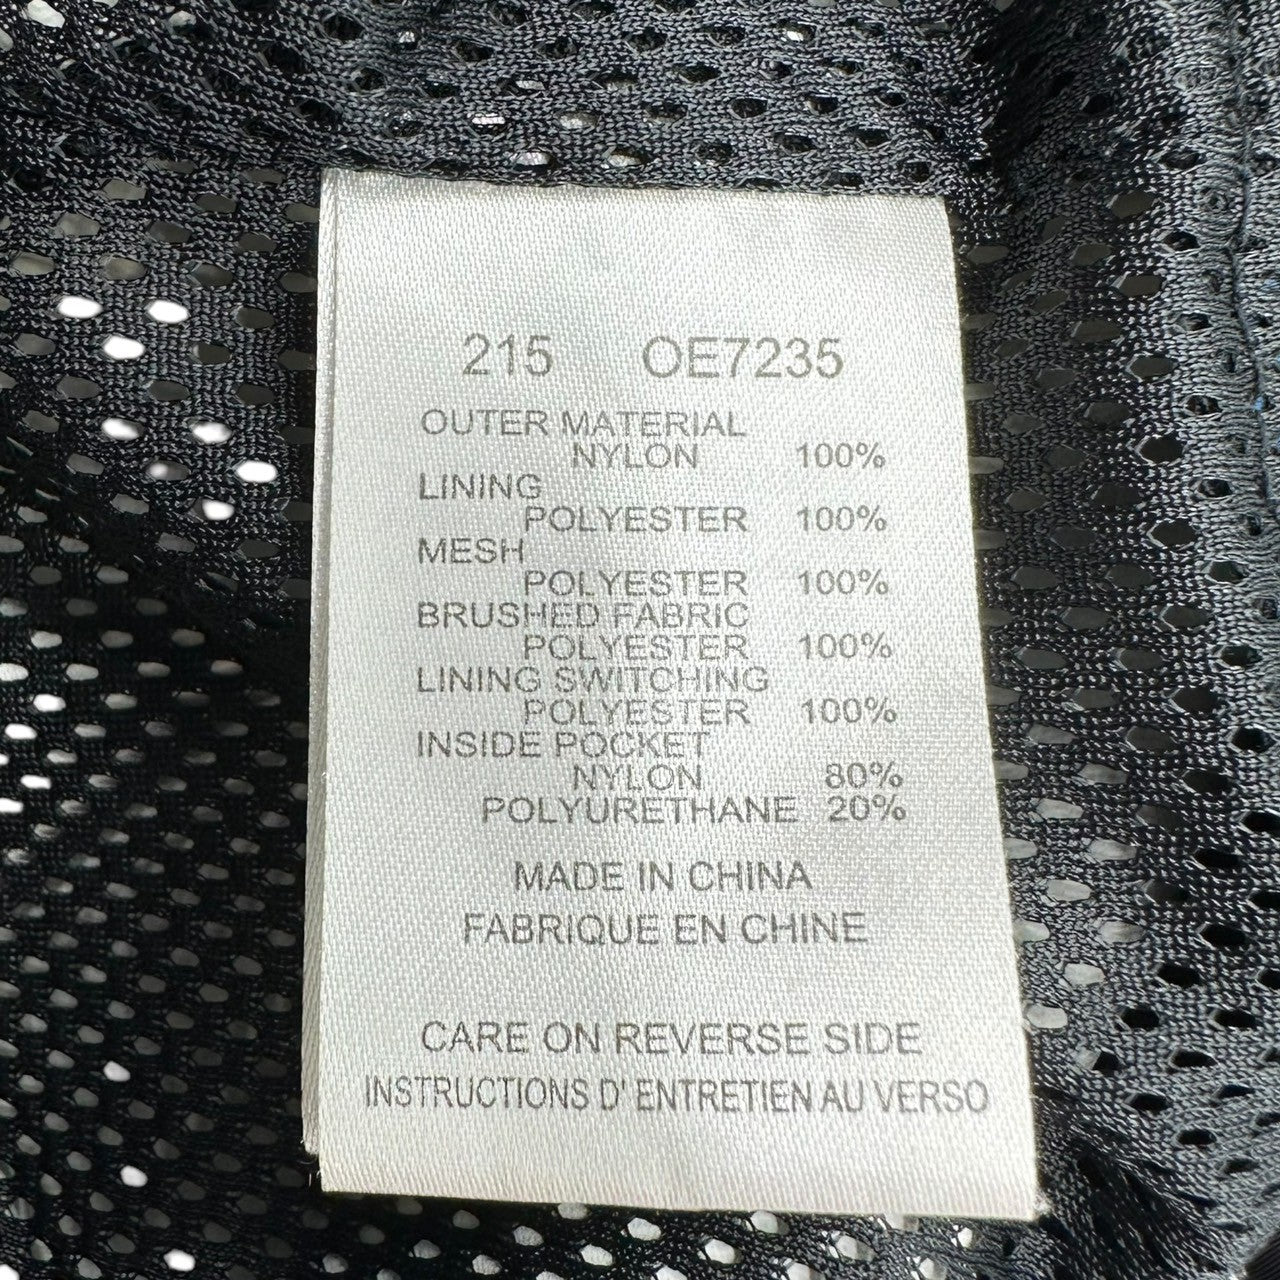 215 OE7235
OUTER MATERIAL
NYLON 100%
LINING
POLYESTER 100%
MESH
POLYESTER 100%
BRUSHED FABRIC
POLYESTER 100%
LINING SWITCHING
POLYESTER 100%
INSIDE POCKET
NYLON 80%
POLYURETHANE 20%
MADE IN CHINA
FABRIQUE EN CHINE
CARE ON REVERSE SIDE
INSTRUCTIONS D' ENTRETIEN AU VERSO